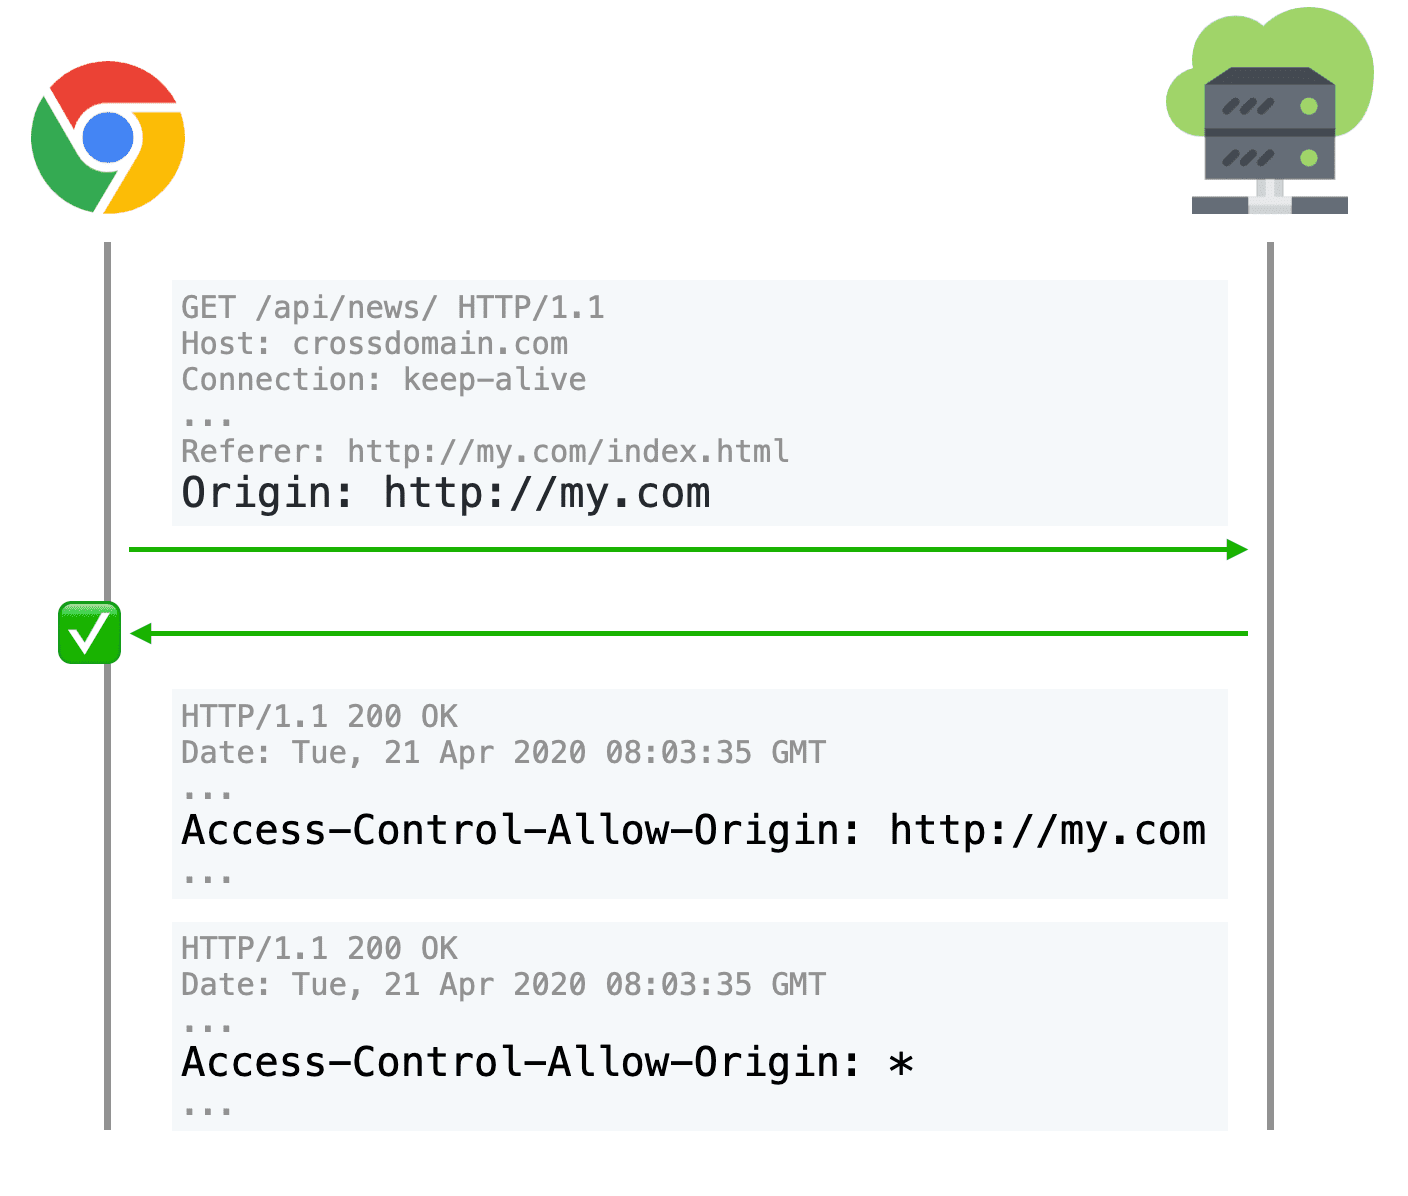 GET /api/news/ HTTP/1.1
Host: crossdomain.com
Connection: keep-alive
...
Referer: http://my.com/index.html
Origin: http://my.com
HTTP/1.1 200 OK
Date: Tue, 21 Apr 2020 08:03:35 GMT
...
Access-Control-Allow-Origin: http://my.com
...
HTTP/1.1 200 OK
Date: Tue, 21 Apr 2020 08:03:35 GMT
...
Access-Control-Allow-Origin: *
...